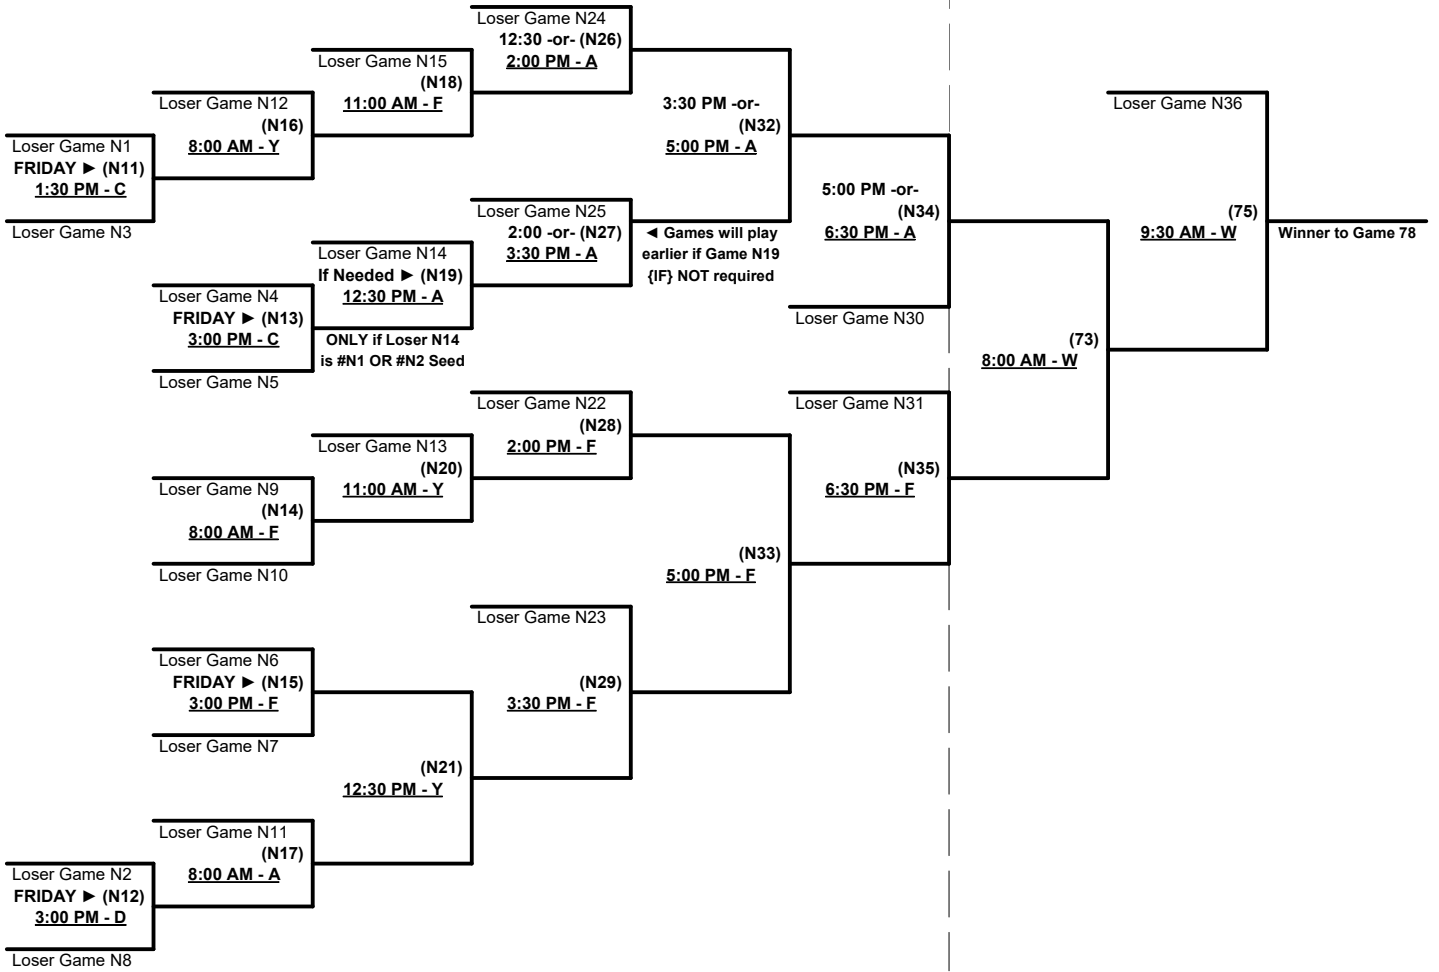 Loser Game N24
12:30 -or- (N26)
2:00 PM - A
Loser Game N15
(N18)
11:00 AM - F
Loser Game N12
(N16)
8:00 AM - Y
Loser Game N1
FRIDAY ► (N11)
1:30 PM - C
Loser Game N3
3:30 PM -or-
(N32)
5:00 PM - A
Loser Game N25
2:00 -or- (N27)
3:30 PM - A
◄ Games will play
earlier if Game N19
{IF} NOT required
Loser Game N14
If Needed ► (N19)
12:30 PM - A
ONLY if Loser N14
is #N1 OR #N2 Seed
Loser Game N4
FRIDAY ► (N13)
3:00 PM - C
Loser Game N5
5:00 PM -or-
(N34)
6:30 PM - A
Loser Game N30
Loser Game N36
(75)
9:30 AM - W
Winner to Game 78
(73)
8:00 AM - W
Loser Game N22
(N28)
2:00 PM - F
Loser Game N13
(N20)
11:00 AM - Y
Loser Game N9
(N14)
8:00 AM - F
Loser Game N10
Loser Game N31
(N35)
6:30 PM - F
(N33)
5:00 PM - F
Loser Game N23
(N29)
3:30 PM - F
Loser Game N6
FRIDAY ► (N15)
3:00 PM - F
Loser Game N7
(N21)
12:30 PM - Y
Loser Game N11
(N17)
8:00 AM - A
Loser Game N2
FRIDAY ► (N12)
3:00 PM - D
Loser Game N8